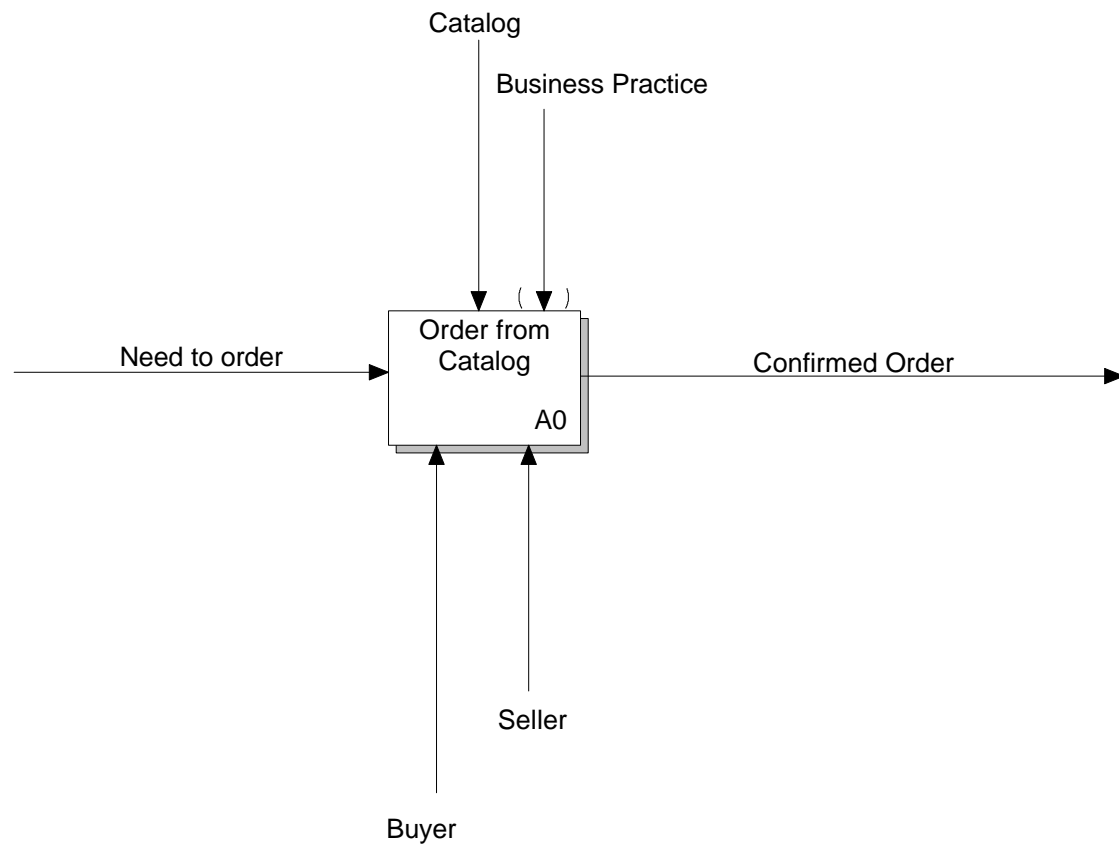 Catalog
Business Practice
( )
Order from
Catalog
Need to order
Confirmed Order
A0
Seller
Buyer